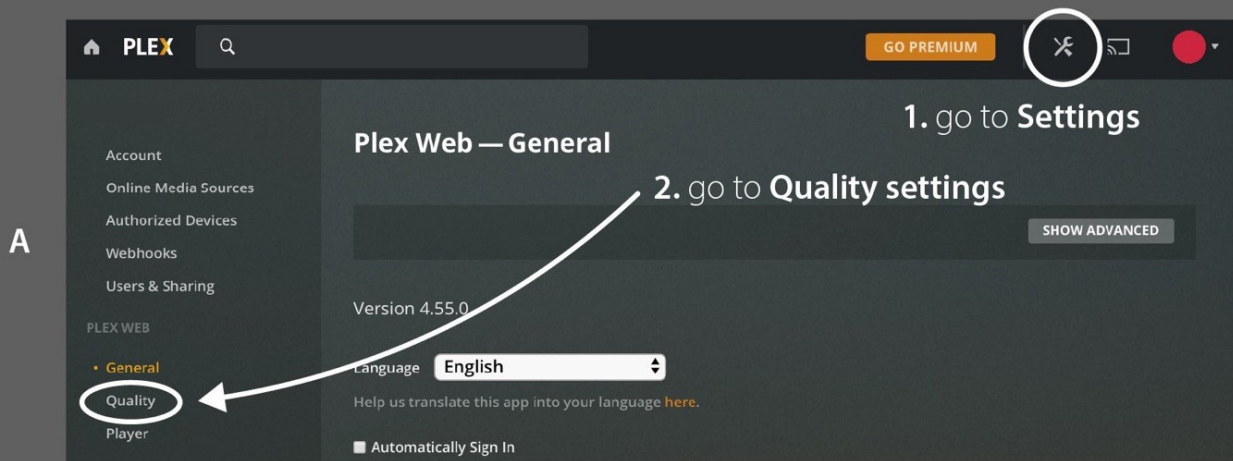 PLEX
GO PREMIUM
1. go to Settings
Plex Web — General
2. go to Quality settings
A
SHOW ADVANCED
Account
Online Media Sources
Authorized Devices
Webhooks
Users & Sharing
PLEX WEB
• General
Quality
Player
Version 4.55.0
Language English
Help us translate this app into your language here.
Automatically Sign In